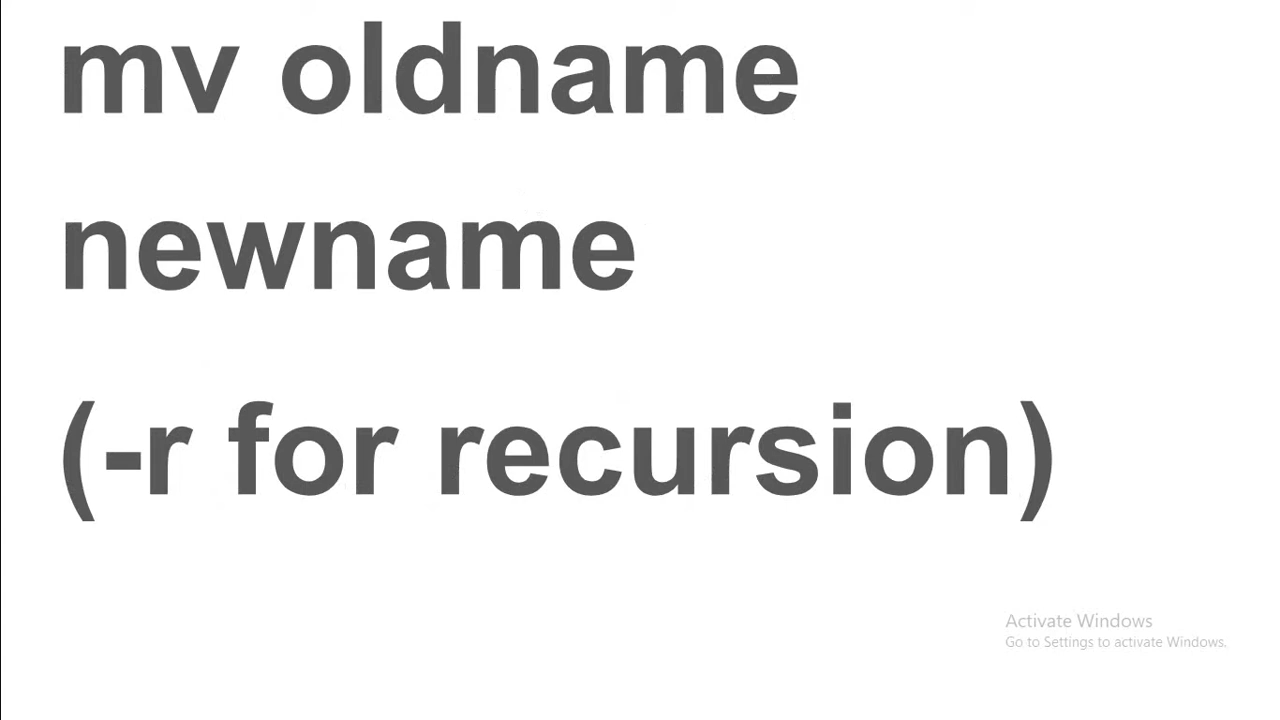 mv oldname
newname
(-r for recursion)
Activate Windows
Go to Settings to activate Windows.